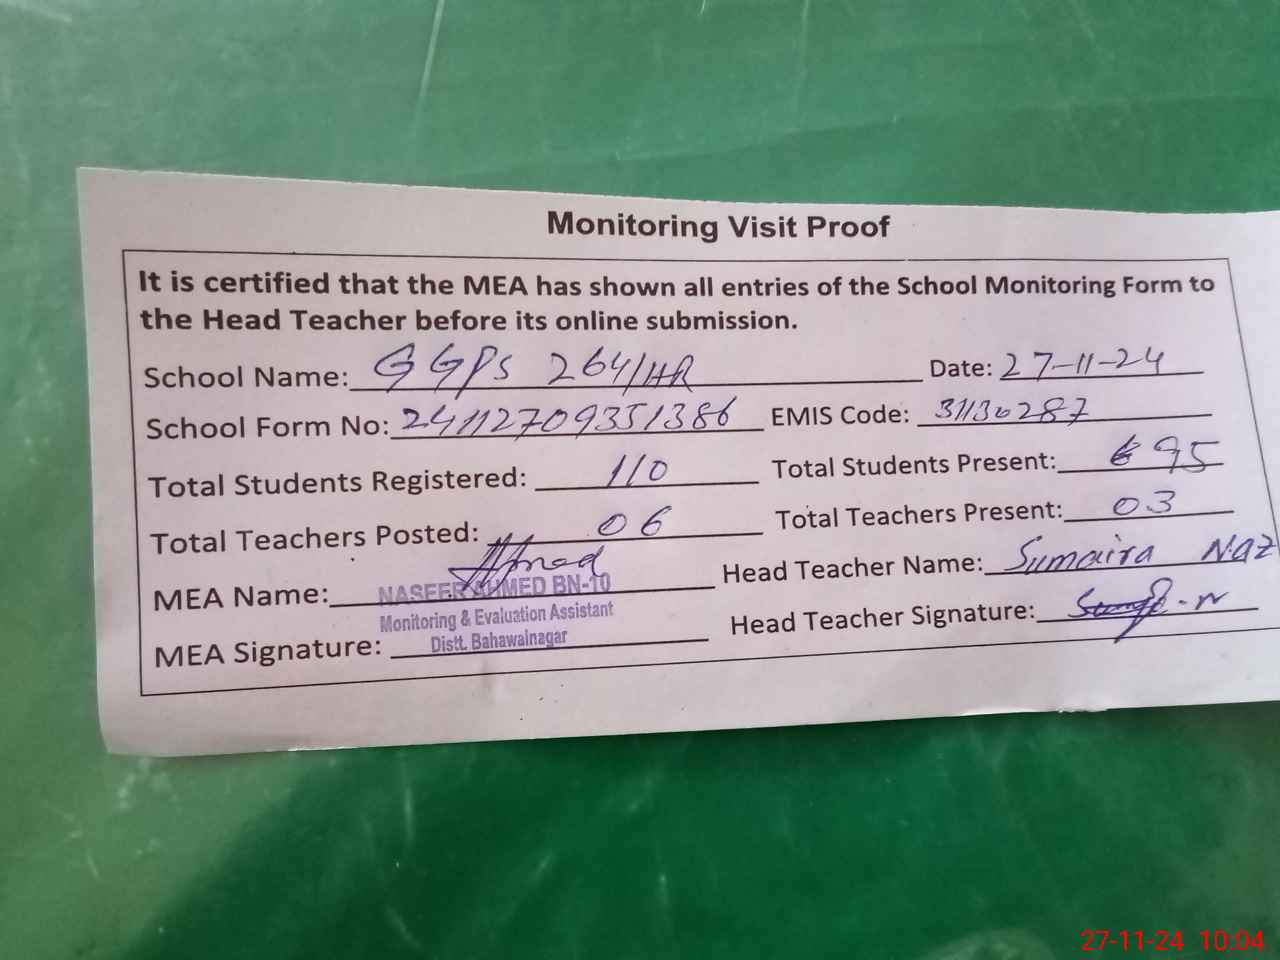 Monitoring Visit Proof
It is certified that the MEA has shown all entries of the School Monitoring Form to
the Head Teacher before its online submission.
School Name: GGPS 264/HR Date: 27-11-24
School Form No: 24112709351386 EMIS Code: 31130287
Total Students Registered: 110 Total Students Present: 95
Total Teachers Posted: 06 Total Teachers Present: 03
MEA Name: Ahmed Head Teacher Name: Sumaira Naz
NASEER AHMED BN-10
Monitoring & Evaluation Assistant
Distt. Bahawalnagar
MEA Signature: Head Teacher Signature:
27-11-24 10:04